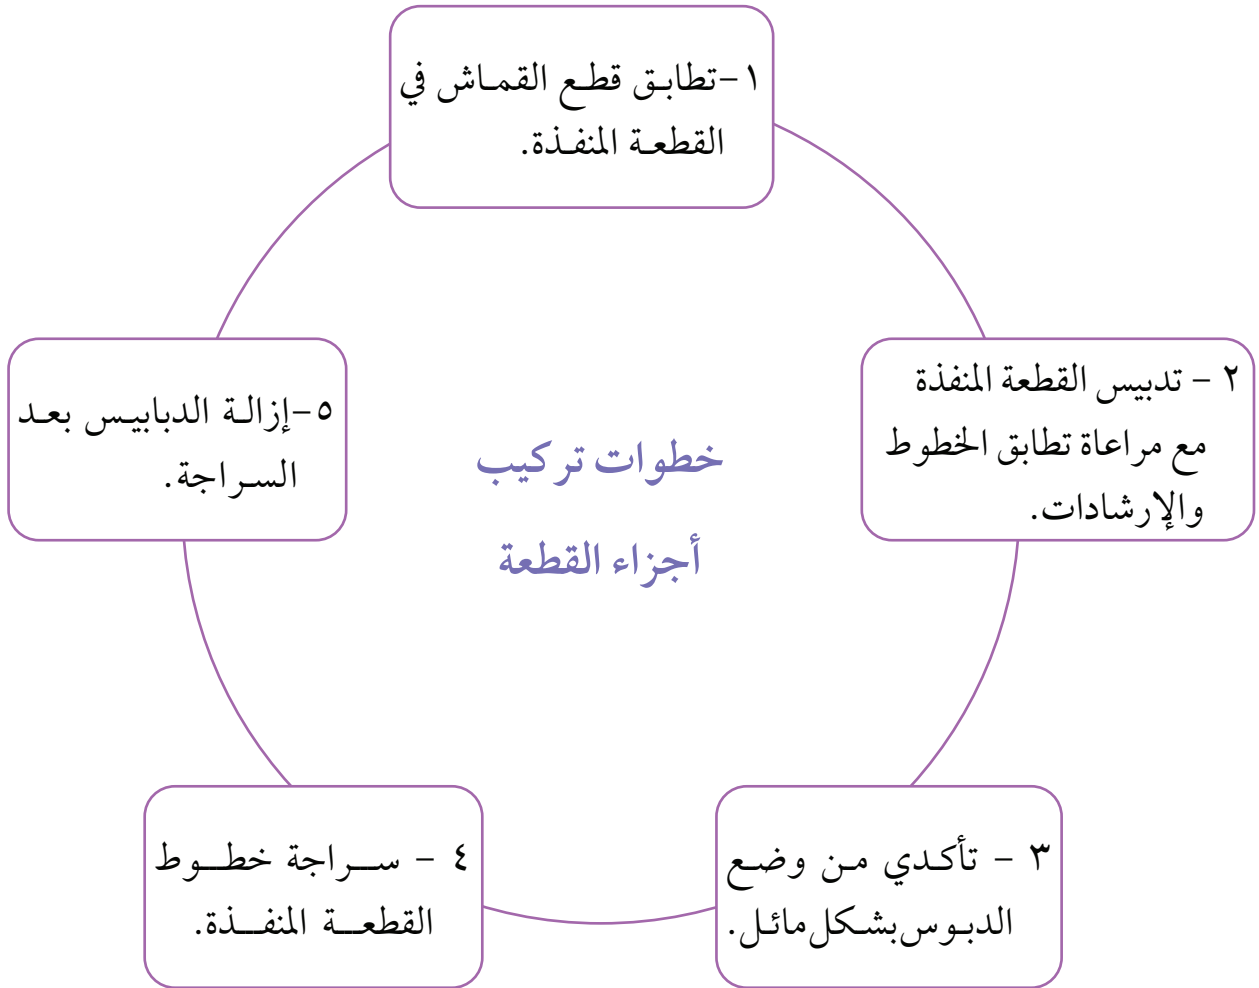 ١-تطابق قطع القماش في
القطعة المنفذة.
٢ - تدبيس القطعة المنفذة
مع مراعاة تطابق الخطوط
والإرشادات.
٣ - تأكدي من وضع
الدبوس بشكل مائل.
٤ - سراجة خطوط
القطعة المنفذة.
٥-إزالة الدبابيس بعد
السراجة.
خطوات تركيب
أجزاء القطعة